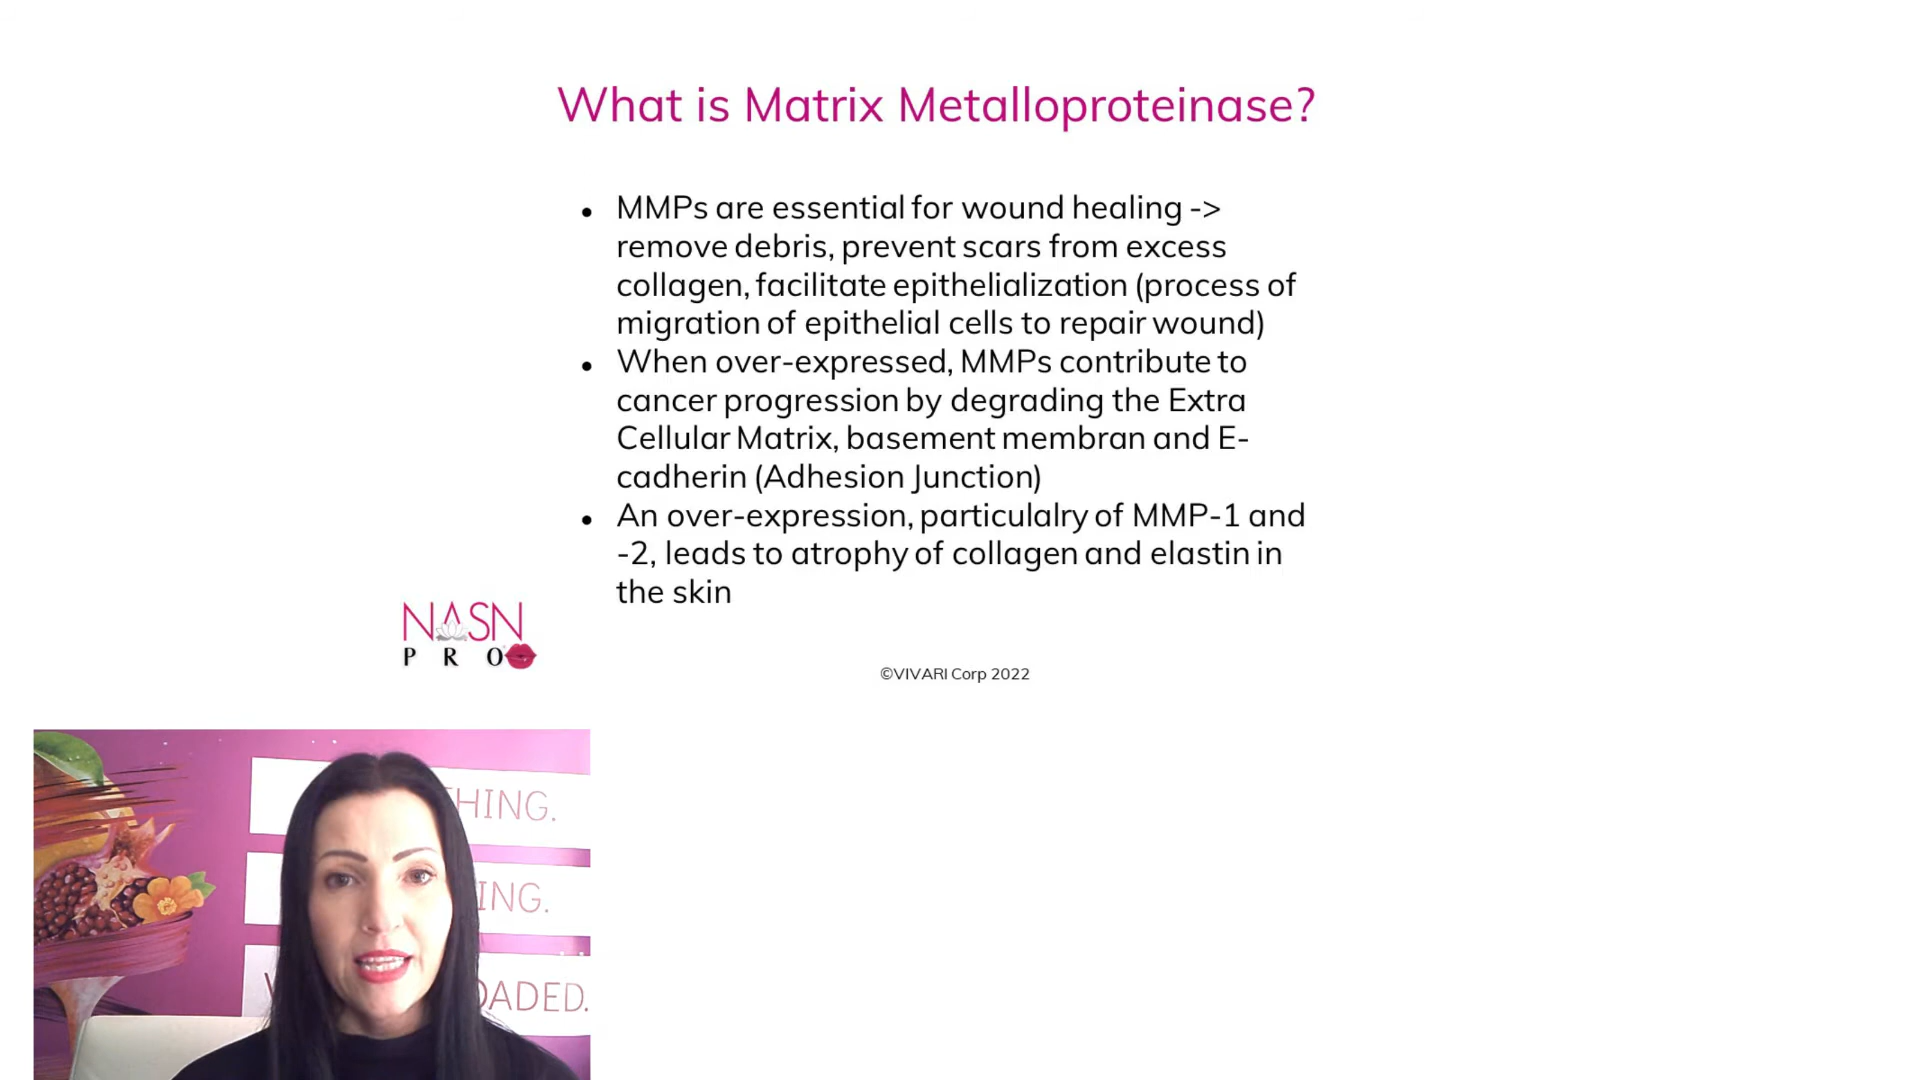 What is Matrix Metalloproteinase?
• MMPs are essential for wound healing ->
remove debris, prevent scars from excess
collagen, facilitate epithelialization (process of
migration of epithelial cells to repair wound)
• When over-expressed, MMPs contribute to
cancer progression by degrading the Extra
Cellular Matrix, basement membran and E-
cadherin (Adhesion Junction)
• An over-expression, particulalry of MMP-1 and
-2, leads to atrophy of collagen and elastin in
the skin
NASN
PRO
©VIVARI Corp 2022
HING.
ING.
OADED.